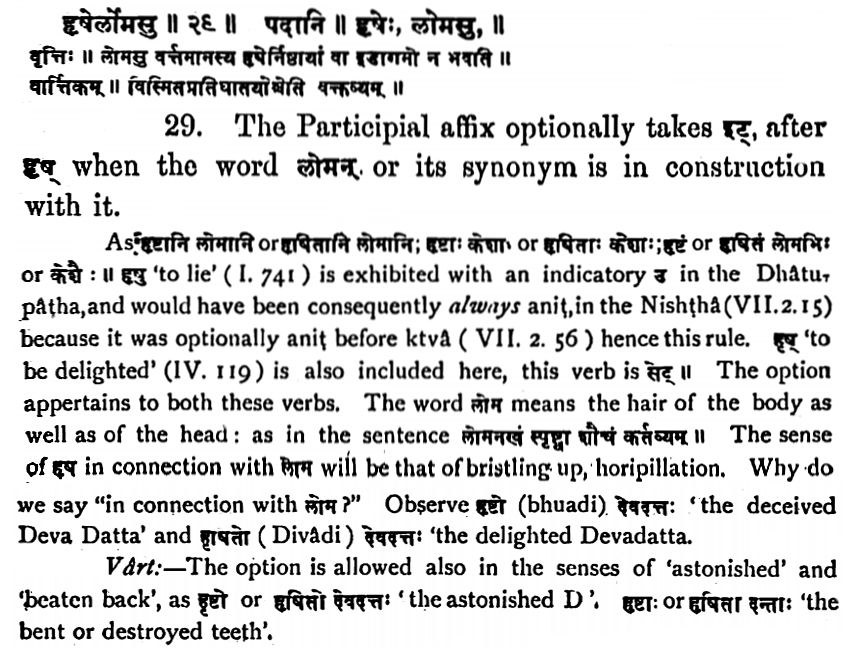 हृषेर्लोमसु ॥ २९ ॥ पदानि ॥ हृषेः, लोमसु, ॥
वृत्तिः ॥ लोमसु वर्त्तमानस्य हृषेर्निष्ठायां वा इडागमो न भवति ॥
वार्त्तिकम् ॥ विस्मितप्रतिघातयोश्चेति वक्तव्यम् ॥
29. The Participial affix optionally takes इट्, after
हृष् when the word लोमन् or its synonym is in construction
with it.
As हृष्टानि लोमानि or हृषितानि लोमानि; हृष्टाः केशाः or हृषिताः केशाः; हृष्टं or हृषितं लोमभिः
or केशैः ॥ हृषु 'to lie' ( I. 741 ) is exhibited with an indicatory उ in the Dhâtu-
pâṭha, and would have been consequently always aniṭ, in the Nishṭhâ (VII. 2. 15)
because it was optionally aniṭ before ktvâ ( VII. 2. 56 ) hence this rule. हृष् 'to
be delighted' (IV. 119) is also included here, this verb is सेट् ॥ The option
appertains to both these verbs. The word लोम means the hair of the body as
well as of the head : as in the sentence लोमनखं स्पृष्ट्वा शौचं कर्तव्यम् ॥ The sense
of हृष in connection with लोम will be that of bristling up, horipillation. Why do
we say "in connection with लोम ?" Observe हृष्टो (bhuadi) देवदत्तः 'the deceived
Deva Datta' and हृषितो ( Divâdi ) देवदत्तः 'the delighted Devadatta.
Vârt:—The option is allowed also in the senses of 'astonished' and
'beaten back', as हृष्टो or हृषितो देवदत्तः 'the astonished D'. हृष्टाः or हृषिता दन्ताः 'the
bent or destroyed teeth'.